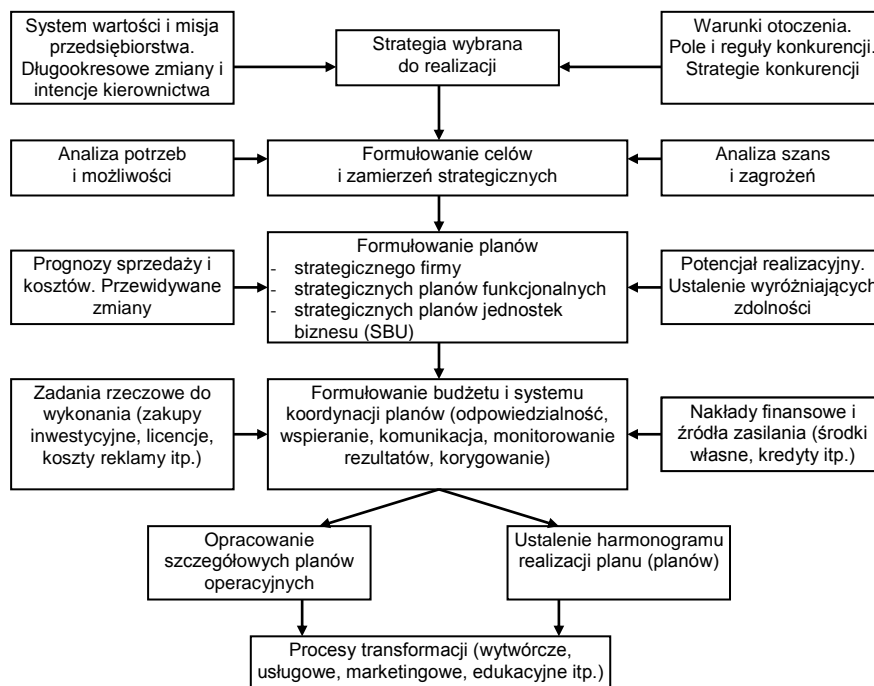 System wartości i misja
przedsiębiorstwa.
Długookresowe zmiany i
intencje kierownictwa
Strategia wybrana
do realizacji
Warunki otoczenia.
Pole i reguły konkurencji.
Strategie konkurencji
Analiza potrzeb
i możliwości
Formułowanie celów
i zamierzeń strategicznych
Analiza szans
i zagrożeń
Prognozy sprzedaży i
kosztów. Przewidywane
zmiany
Formułowanie planów
- strategicznego firmy
- strategicznych planów funkcjonalnych
- strategicznych planów jednostek
biznesu (SBU)
Potencjał realizacyjny.
Ustalenie wyróżniających
zdolności
Zadania rzeczowe do
wykonania (zakupy
inwestycyjne, licencje,
koszty reklamy itp.)
Formułowanie budżetu i systemu
koordynacji planów (odpowiedzialność,
wspieranie, komunikacja, monitorowanie
rezultatów, korygowanie)
Nakłady finansowe i
źródła zasilania (środki
własne, kredyty itp.)
Opracowanie
szczegółowych planów
operacyjnych
Ustalenie harmonogramu
realizacji planu (planów)
Procesy transformacji (wytwórcze,
usługowe, marketingowe, edukacyjne itp.)